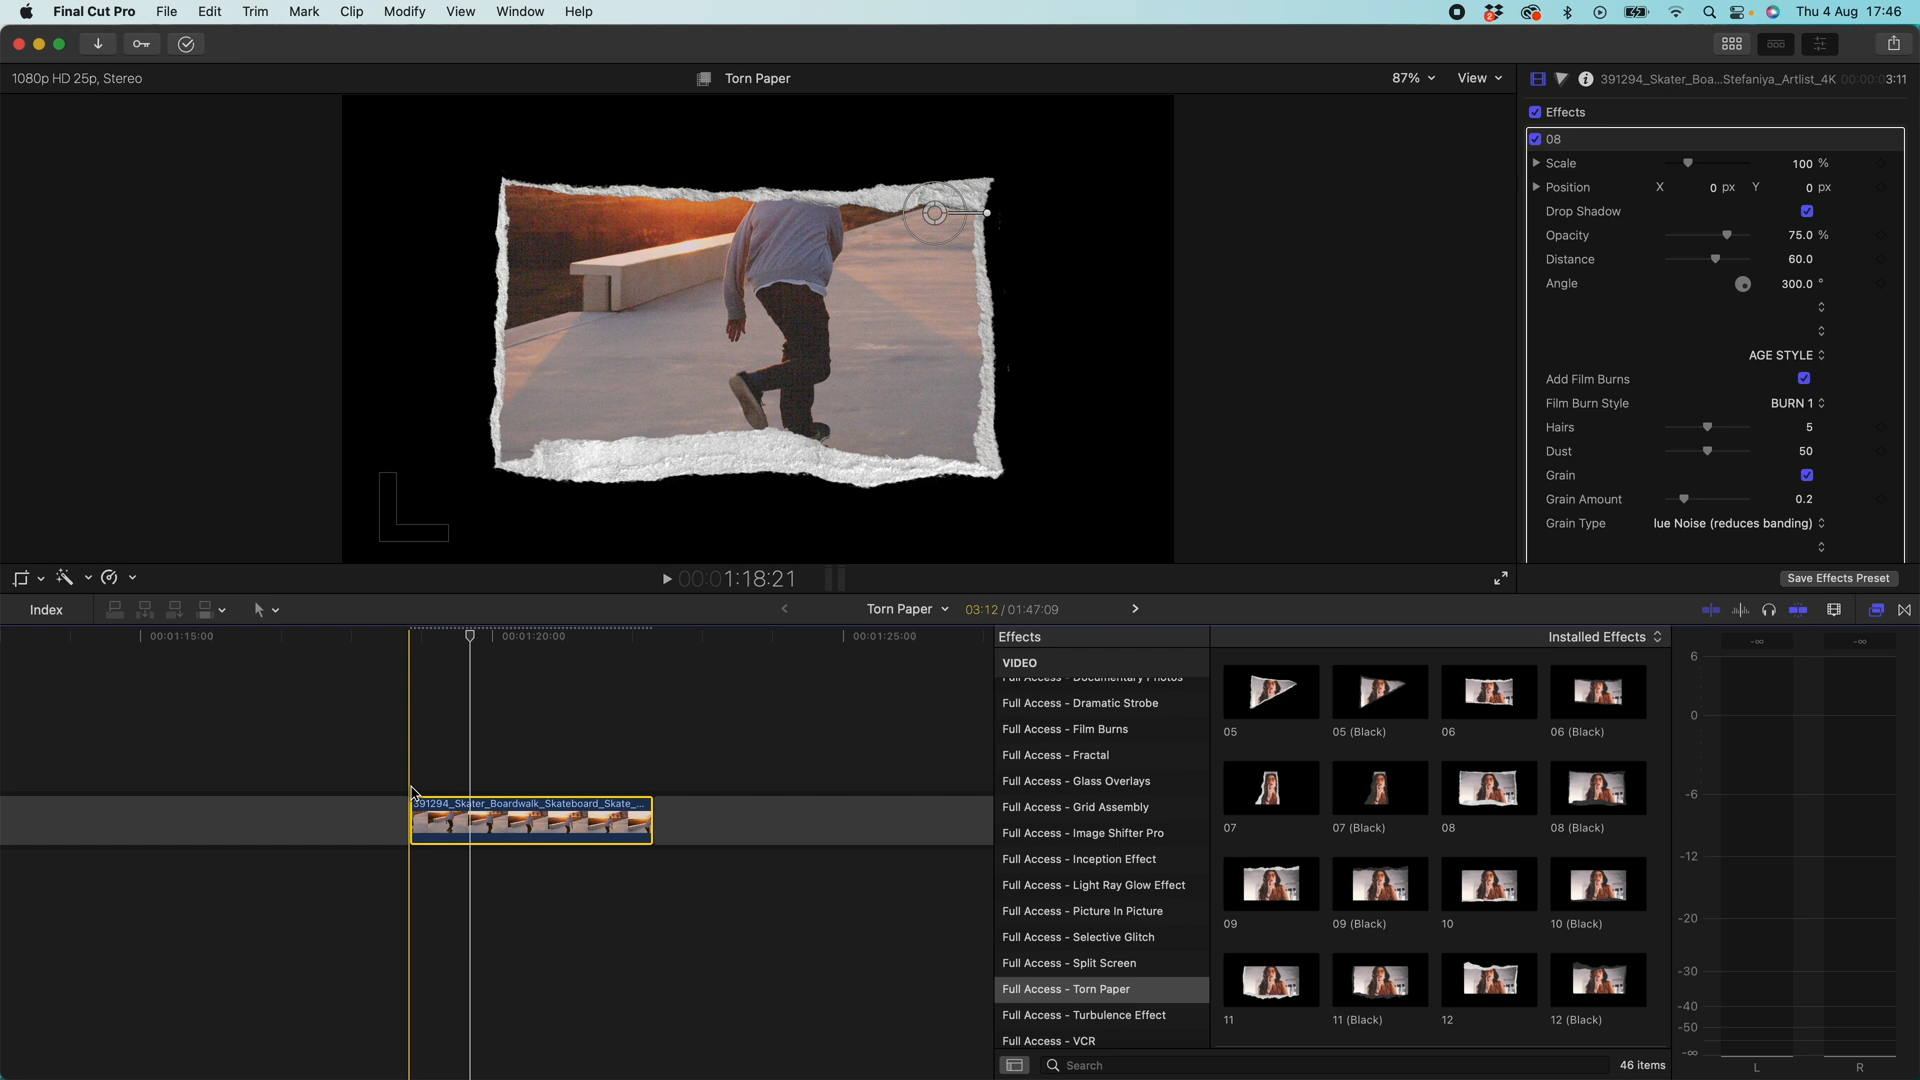 Final Cut Pro File Edit Trim Mark Clip Modify View Window Help
2
Thu 4 Aug 17:46
1080p HD 25p, Stereo
Torn Paper
87% View
391294_Skater_Boa...Stefaniya_Artlist_4K 00:00:03:11
Effects
08
Scale 100 %
Position X 0 px Y 0 px
Drop Shadow
Opacity 75.0 %
Distance 60.0
Angle 300.0 °
AGE STYLE
Add Film Burns
Film Burn Style BURN 1
Hairs 5
Dust 50
Grain
Grain Amount 0.2
Grain Type lue Noise (reduces banding)
00:01:18:21
Save Effects Preset
Index
Torn Paper 03:12 / 01:47:09
00:01:15:00 00:01:20:00 00:01:25:00
391294_Skater_Boardwalk_Skateboard_Skate_...
Effects
Installed Effects
VIDEO
Full Access - Documentary Photos
Full Access - Dramatic Strobe
Full Access - Film Burns
Full Access - Fractal
Full Access - Glass Overlays
Full Access - Grid Assembly
Full Access - Image Shifter Pro
Full Access - Inception Effect
Full Access - Light Ray Glow Effect
Full Access - Picture In Picture
Full Access - Selective Glitch
Full Access - Split Screen
Full Access - Torn Paper
Full Access - Turbulence Effect
Full Access - VCR
05 05 (Black) 06 06 (Black)
07 07 (Black) 08 08 (Black)
09 09 (Black) 10 10 (Black)
11 11 (Black) 12 12 (Black)
Search
46 items
-∞ -∞
6
0
-6
-12
-20
-30
-40
-50
-∞
L R